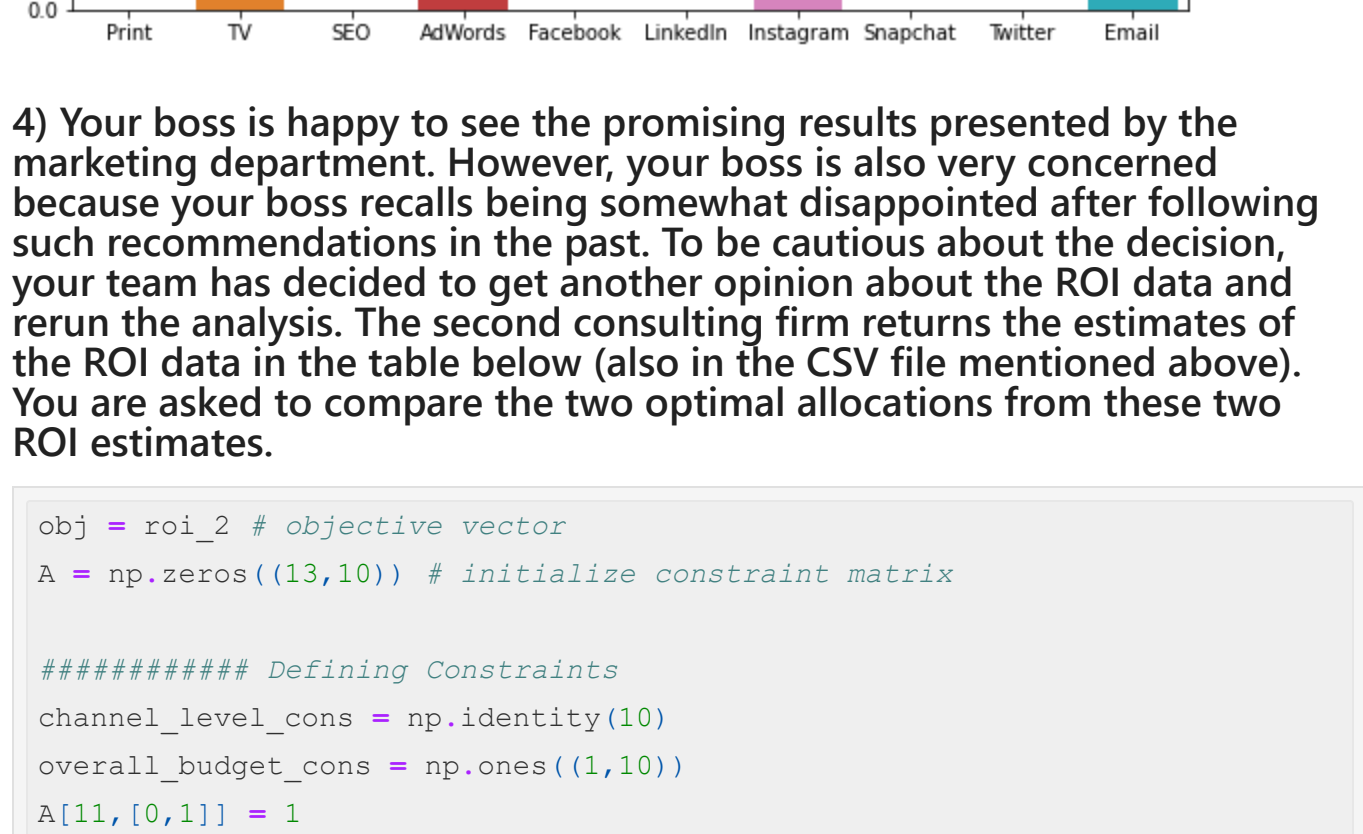 0.0
Print TV SEO AdWords Facebook LinkedIn Instagram Snapchat Twitter Email
4) Your boss is happy to see the promising results presented by the
marketing department. However, your boss is also very concerned
because your boss recalls being somewhat disappointed after following
such recommendations in the past. To be cautious about the decision,
your team has decided to get another opinion about the ROI data and
rerun the analysis. The second consulting firm returns the estimates of
the ROI data in the table below (also in the CSV file mentioned above).
You are asked to compare the two optimal allocations from these two
ROI estimates.
obj = roi_2 # objective vector
A = np.zeros((13,10)) # initialize constraint matrix
############ Defining Constraints
channel_level_cons = np.identity(10)
overall_budget_cons = np.ones((1,10))
A[11,[0,1]] = 1